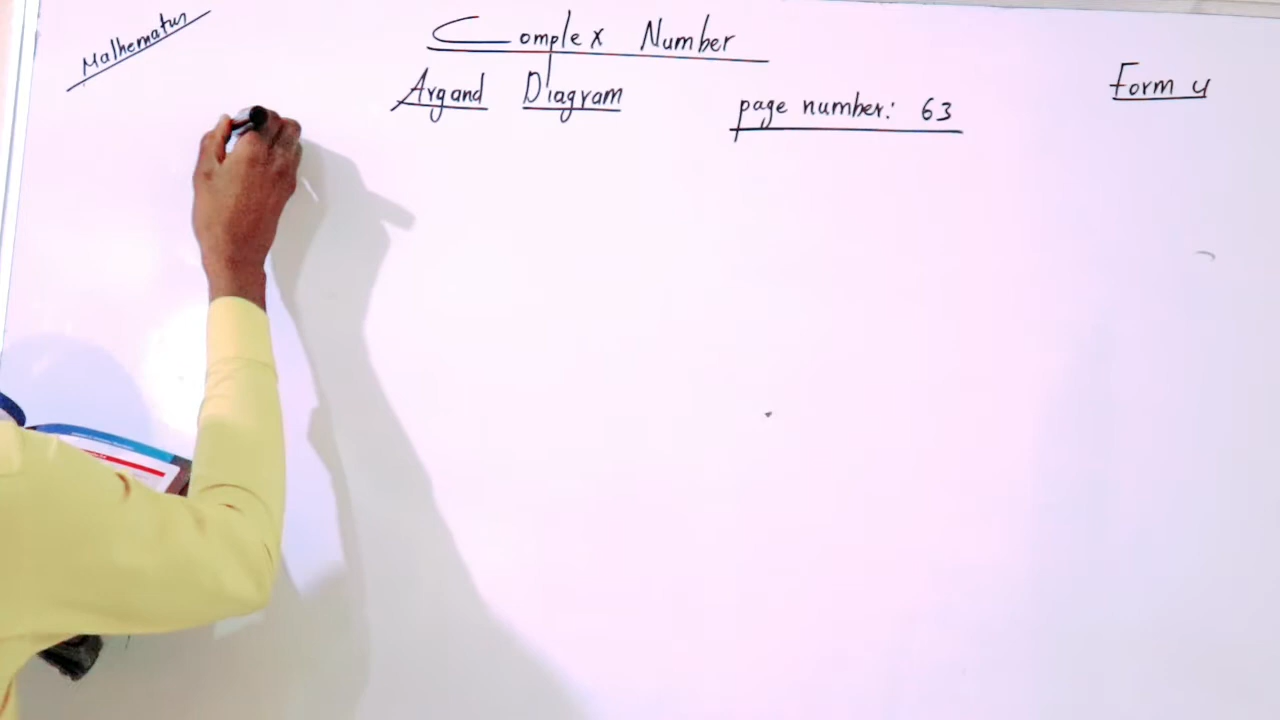 Mathematics
Complex Number
Argand Diagram
page number: 63
Form 4